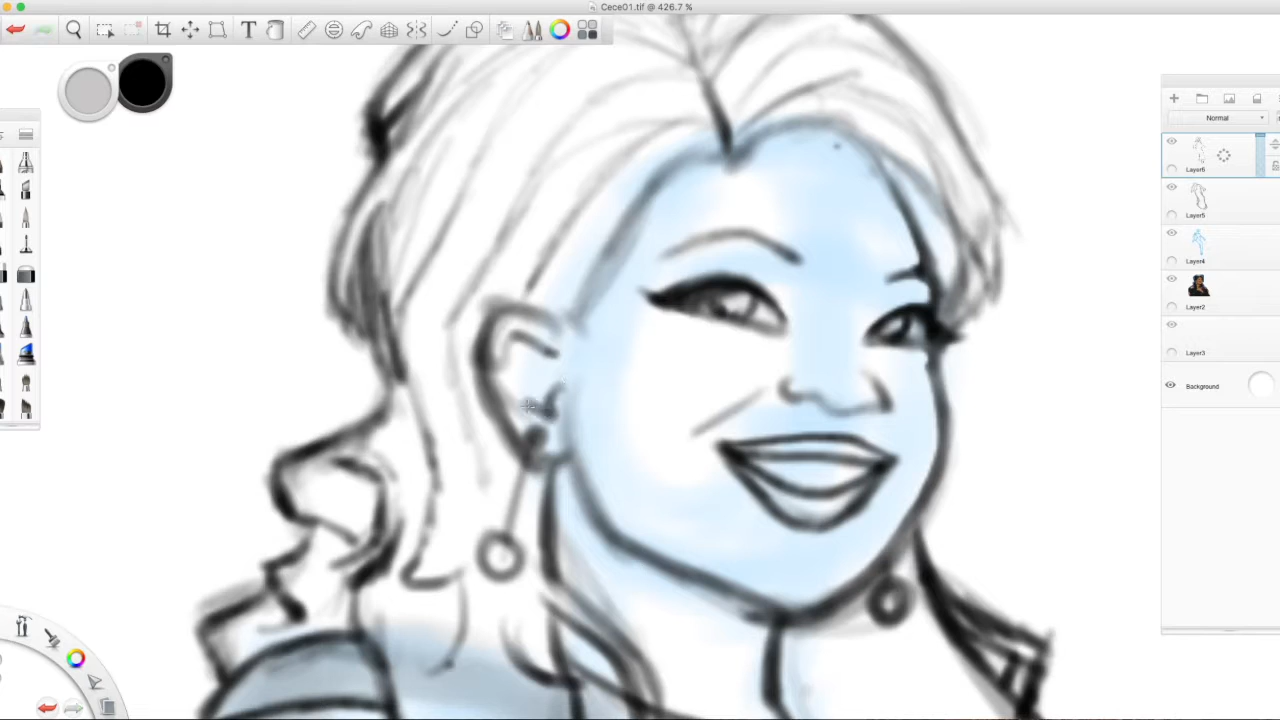 Cece01.tif @ 426.7 %
T
Normal
Layer6
Layer5
Layer4
Layer2
Layer3
Background